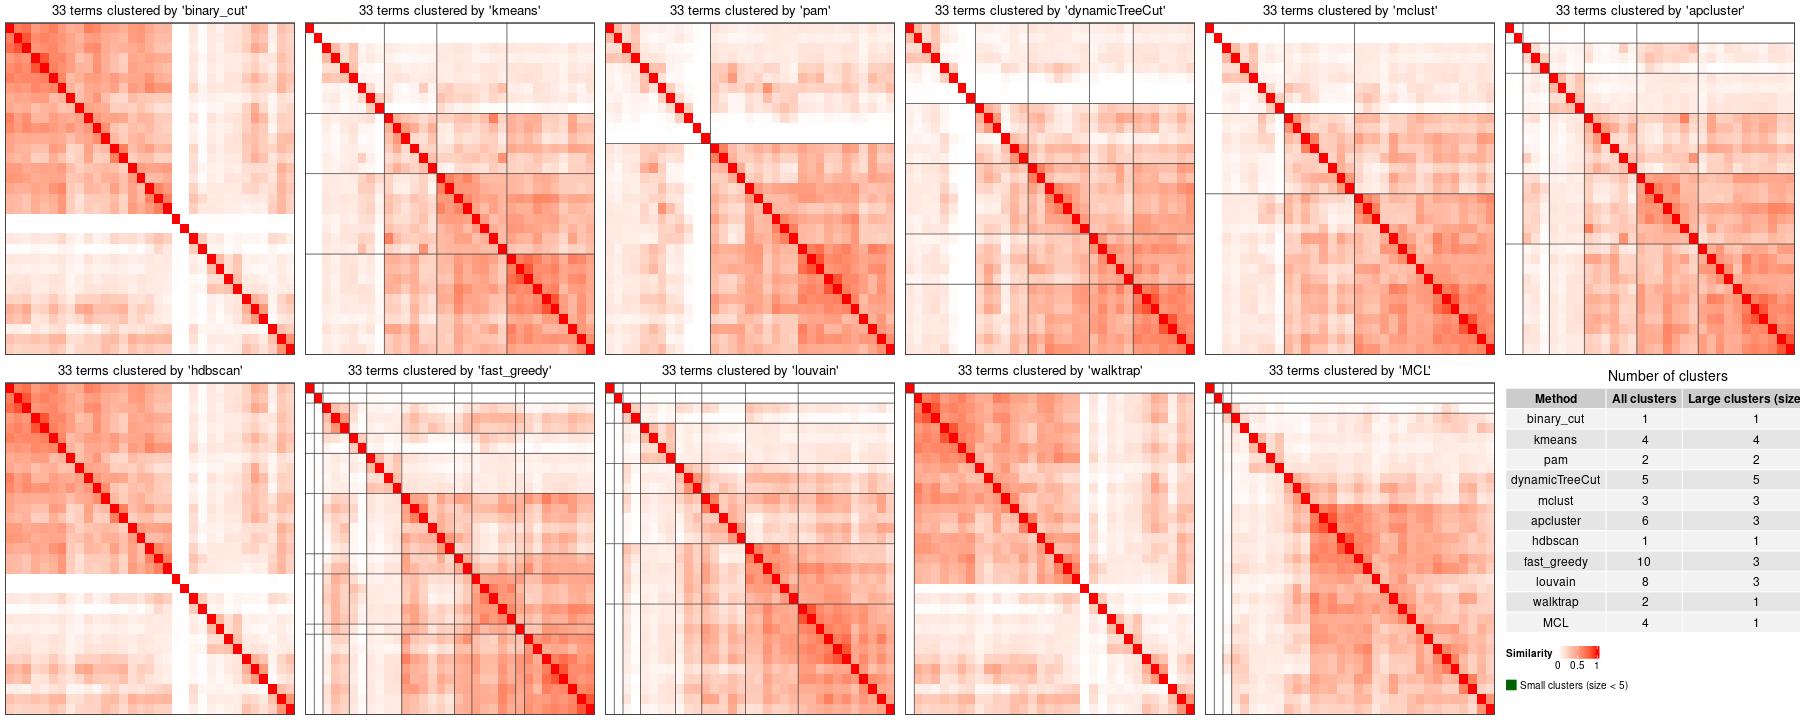 33 terms clustered by 'binary_cut'
33 terms clustered by 'kmeans'
33 terms clustered by 'pam'
33 terms clustered by 'dynamicTreeCut'
33 terms clustered by 'mclust'
33 terms clustered by 'apcluster'
33 terms clustered by 'hdbscan'
33 terms clustered by 'fast_greedy'
33 terms clustered by 'louvain'
33 terms clustered by 'walktrap'
33 terms clustered by 'MCL'
Number of clusters
Method All clusters Large clusters (size
binary_cut 1 1
kmeans 4 4
pam 2 2
dynamicTreeCut 5 5
mclust 3 3
apcluster 6 3
hdbscan 1 1
fast_greedy 10 3
louvain 8 3
walktrap 2 1
MCL 4 1
Similarity
0 0.5 1
Small clusters (size < 5)